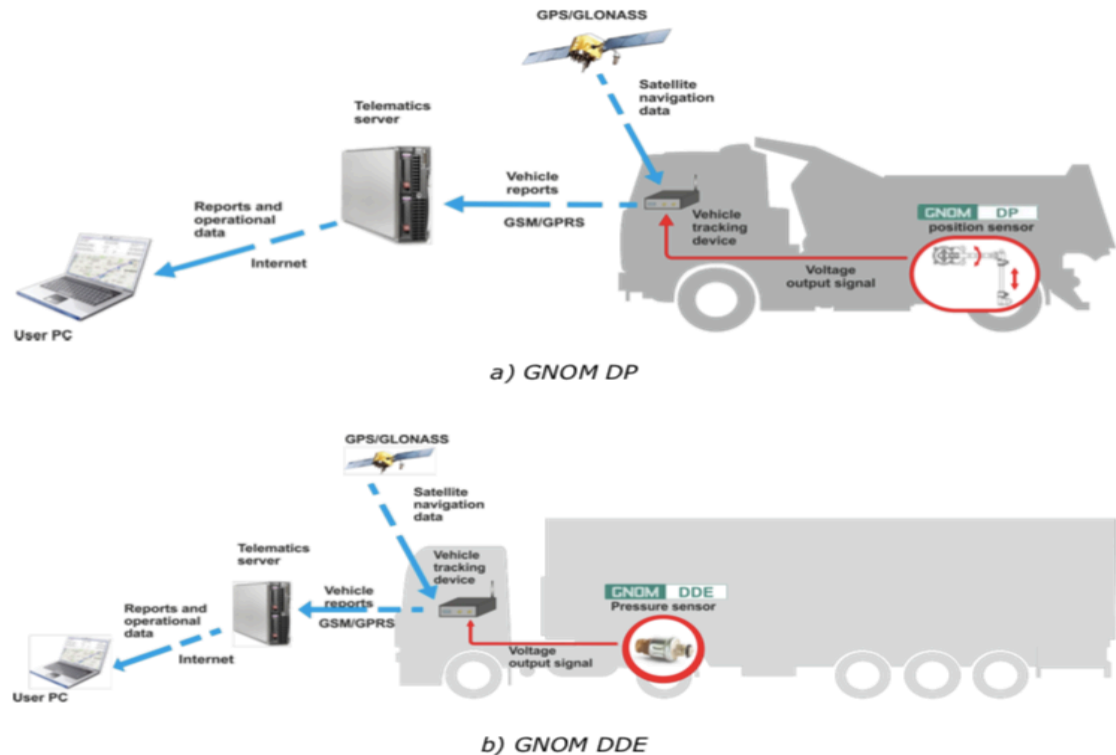 GPS/GLONASS
Satellite
navigation
data
Telematics
server
Vehicle
reports
GSM/GPRS
Vehicle
tracking
device
GNOM DP
position sensor
Reports and
operational
data
Internet
Voltage
output signal
User PC
a) GNOM DP
GPS/GLONASS
Satellite
navigation
data
Telematics
server
Vehicle
tracking
device
Vehicle
reports
GSM/GPRS
GNOM DDE
Pressure sensor
Reports and
operational
data
Internet
Voltage
output signal
User PC
b) GNOM DDE